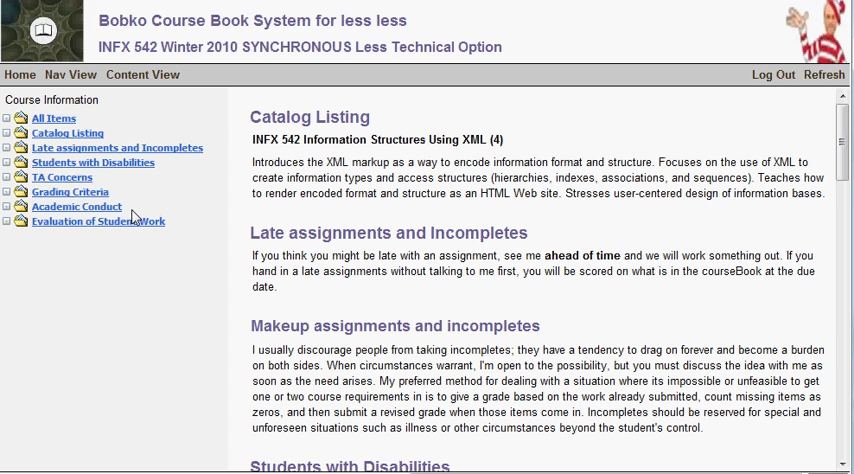 Bobko Course Book System for less less
INFX 542 Winter 2010 SYNCHRONOUS Less Technical Option
Home Nav View Content View Log Out Refresh
Course Information
All Items
Catalog Listing
Late assignments and Incompletes
Students with Disabilities
TA Concerns
Grading Criteria
Academic Conduct
Evaluation of Student Work
Catalog Listing
INFX 542 Information Structures Using XML (4)
Introduces the XML markup as a way to encode information format and structure. Focuses on the use of XML to
create information types and access structures (hierarchies, indexes, associations, and sequences). Teaches how
to render encoded format and structure as an HTML Web site. Stresses user-centered design of information bases.
Late assignments and Incompletes
If you think you might be late with an assignment, see me ahead of time and we will work something out. If you
hand in a late assignments without talking to me first, you will be scored on what is in the courseBook at the due
date.
Makeup assignments and incompletes
I usually discourage people from taking incompletes; they have a tendency to drag on forever and become a burden
on both sides. When circumstances warrant, I'm open to the possibility, but you must discuss the idea with me as
soon as the need arises. My preferred method for dealing with a situation where its impossible or unfeasible to get
one or two course requirements in is to give a grade based on the work already submitted, count missing items as
zeros, and then submit a revised grade when those items come in. Incompletes should be reserved for special and
unforeseen situations such as illness or other circumstances beyond the student's control.
Students with Disabilities